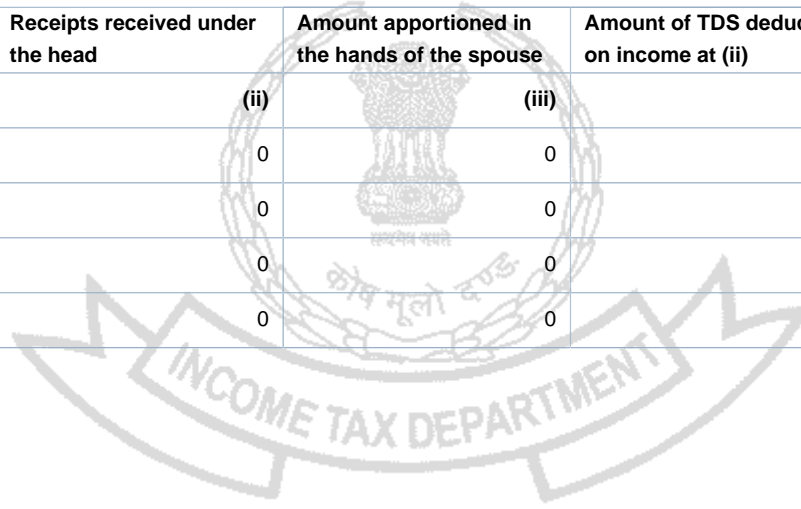 Receipts received under the head
Amount apportioned in the hands of the spouse
Amount of TDS deduc
on income at (ii)
(ii) (iii)
0 0
0 0
0 0
0 0
सत्यमेव जयते
कोष मूलो दण्डः
INCOME TAX DEPARTMENT